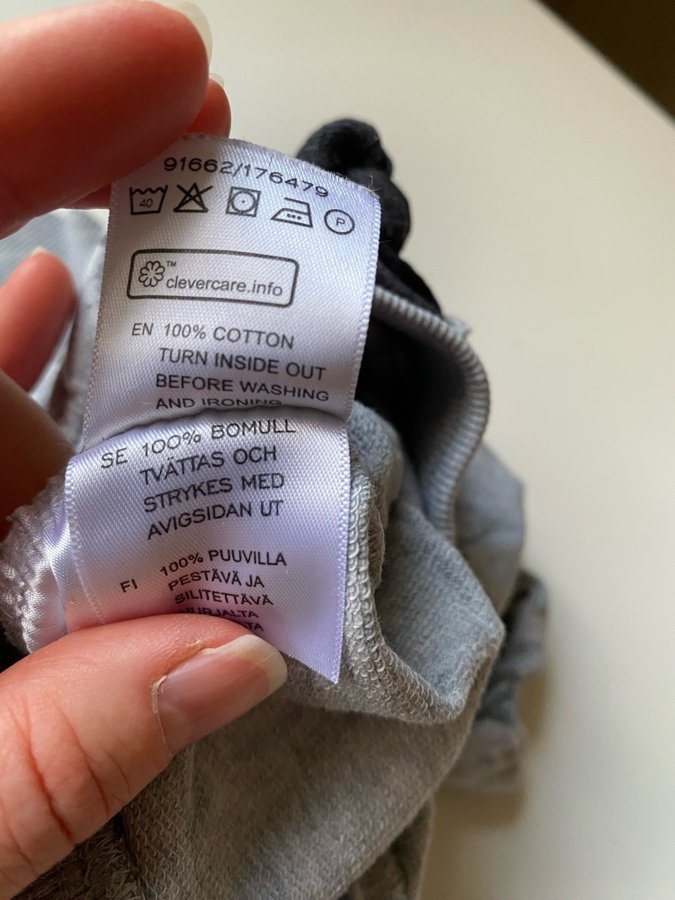 91662/176479
40
P
™
clevercare.info
EN 100% COTTON
TURN INSIDE OUT
BEFORE WASHING
AND IRONING
SE 100% BOMULL
TVÄTTAS OCH
STRYKES MED
AVIGSIDAN UT
FI 100% PUUVILLA
PESTÄVÄ JA
SILITETTÄVÄ